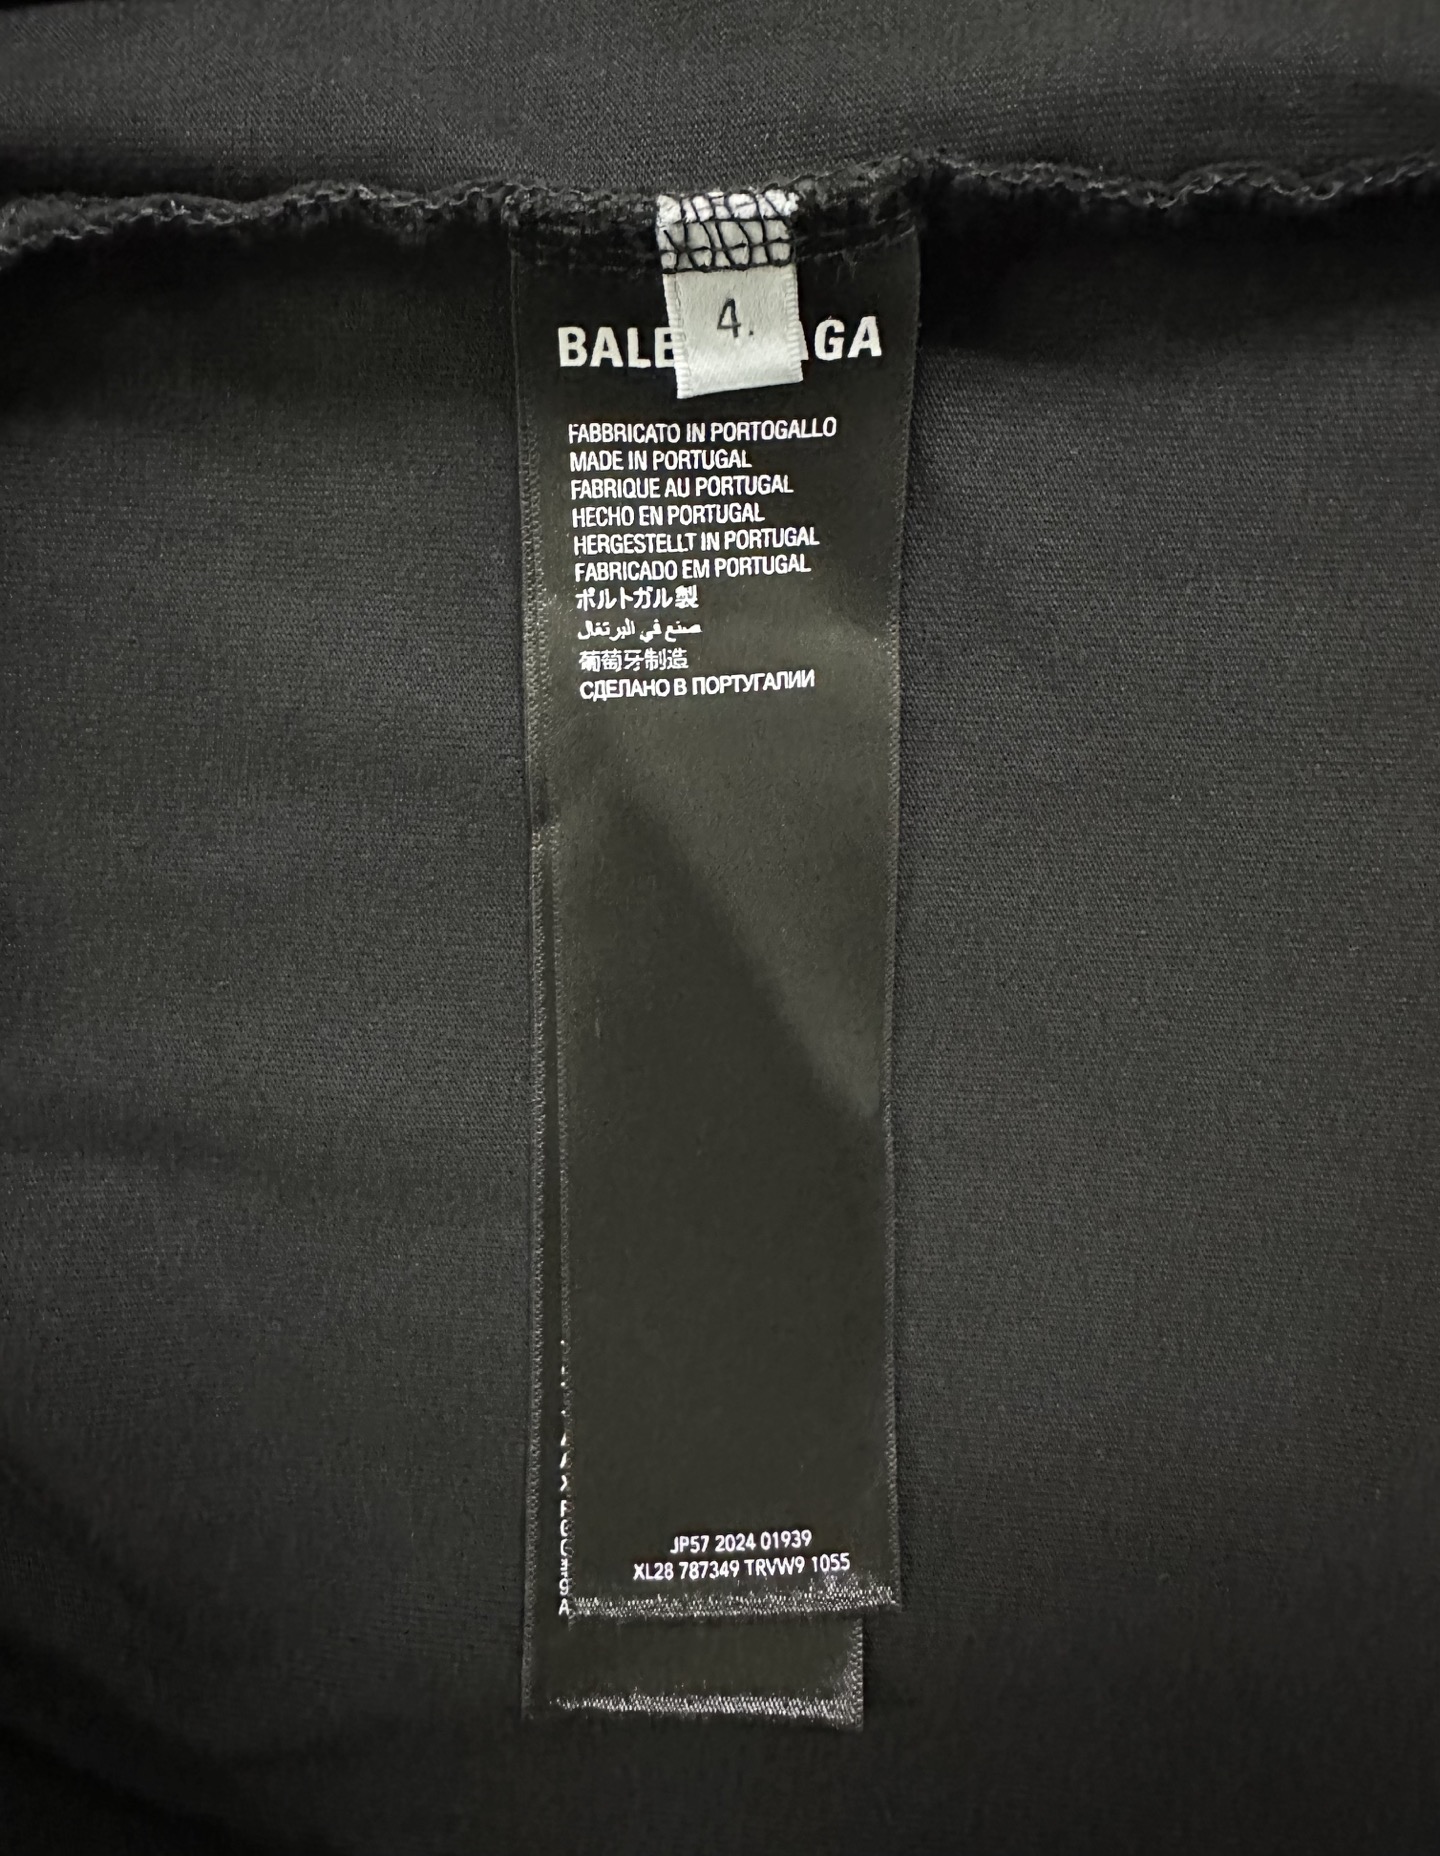 4.
BALE AGA
FABBRICATO IN PORTOGALLO
MADE IN PORTUGAL
FABRIQUE AU PORTUGAL
HECHO EN PORTUGAL
HERGESTELLT IN PORTUGAL
FABRICADO EM PORTUGAL
ポルトガル製
صنع في البرتغال
葡萄牙制造
СДЕЛАНО В ПОРТУГАЛИИ
JP57 2024 01939
XL28 787349 TRVW9 1055